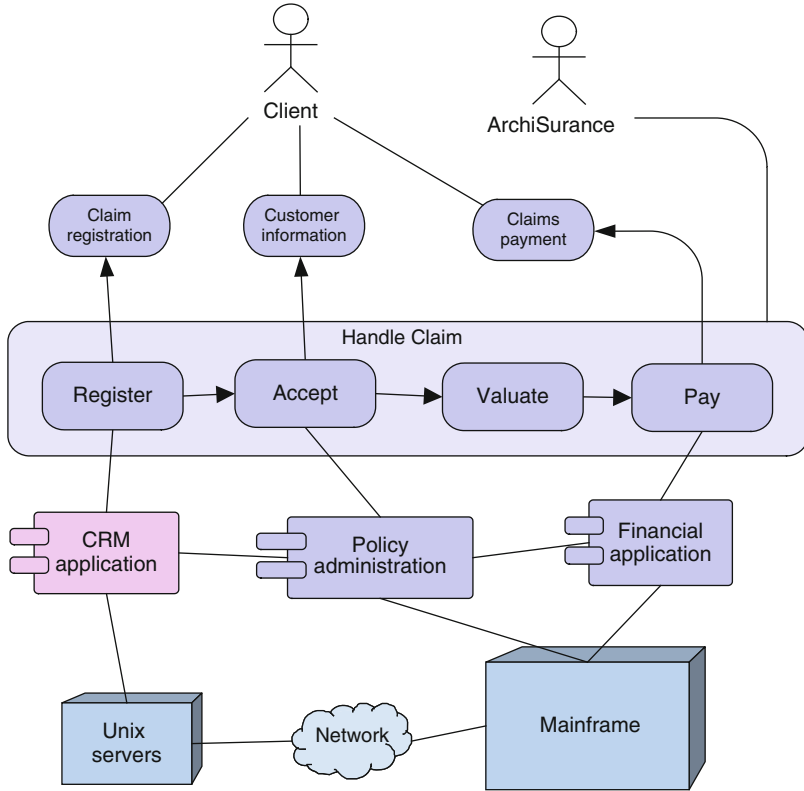 Client
ArchiSurance
Claim
registration
Customer
information
Claims
payment
Handle Claim
Register
Accept
Valuate
Pay
CRM
application
Policy
administration
Financial
application
Unix
servers
Network
Mainframe